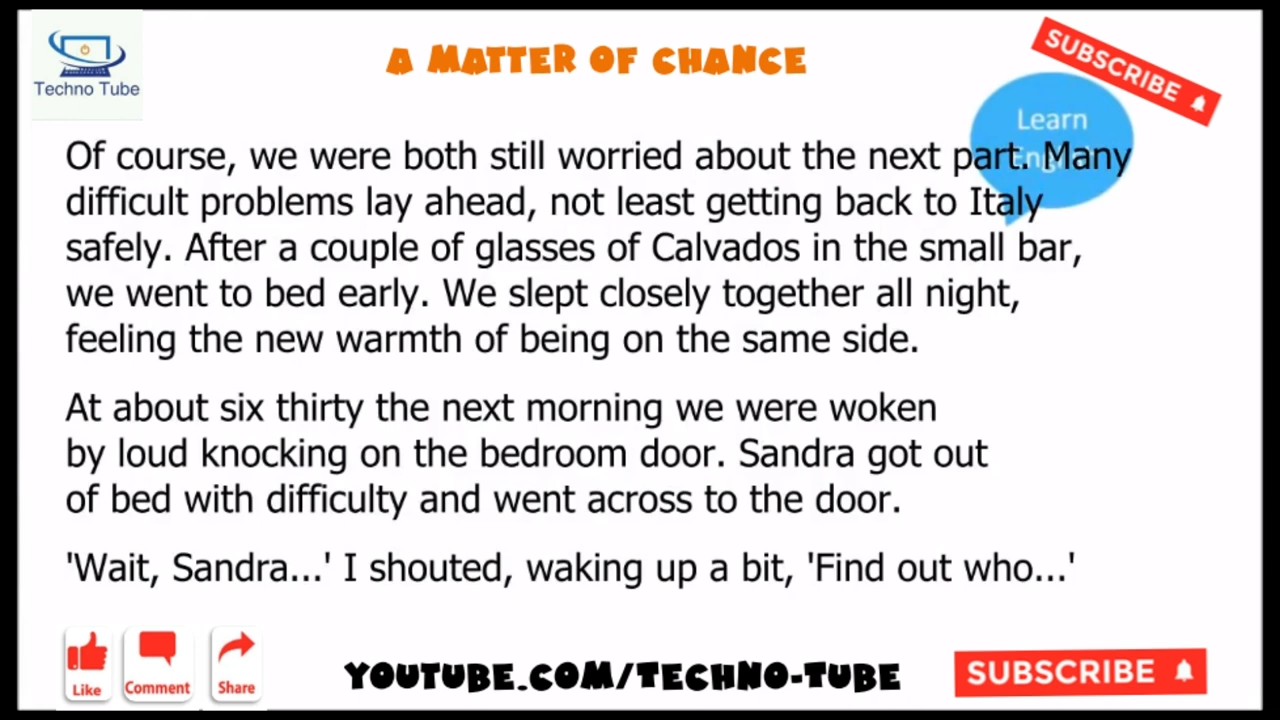 A MATTER OF CHANCE
SUBSCRIBE
Techno Tube
Learn
Of course, we were both still worried about the next part. Many
difficult problems lay ahead, not least getting back to Italy
safely. After a couple of glasses of Calvados in the small bar,
we went to bed early. We slept closely together all night,
feeling the new warmth of being on the same side.
At about six thirty the next morning we were woken
by loud knocking on the bedroom door. Sandra got out
of bed with difficulty and went across to the door.
'Wait, Sandra...' I shouted, waking up a bit, 'Find out who...'
Like
Comment
Share
YOUTUBE.COM/TECHNO-TUBE
SUBSCRIBE